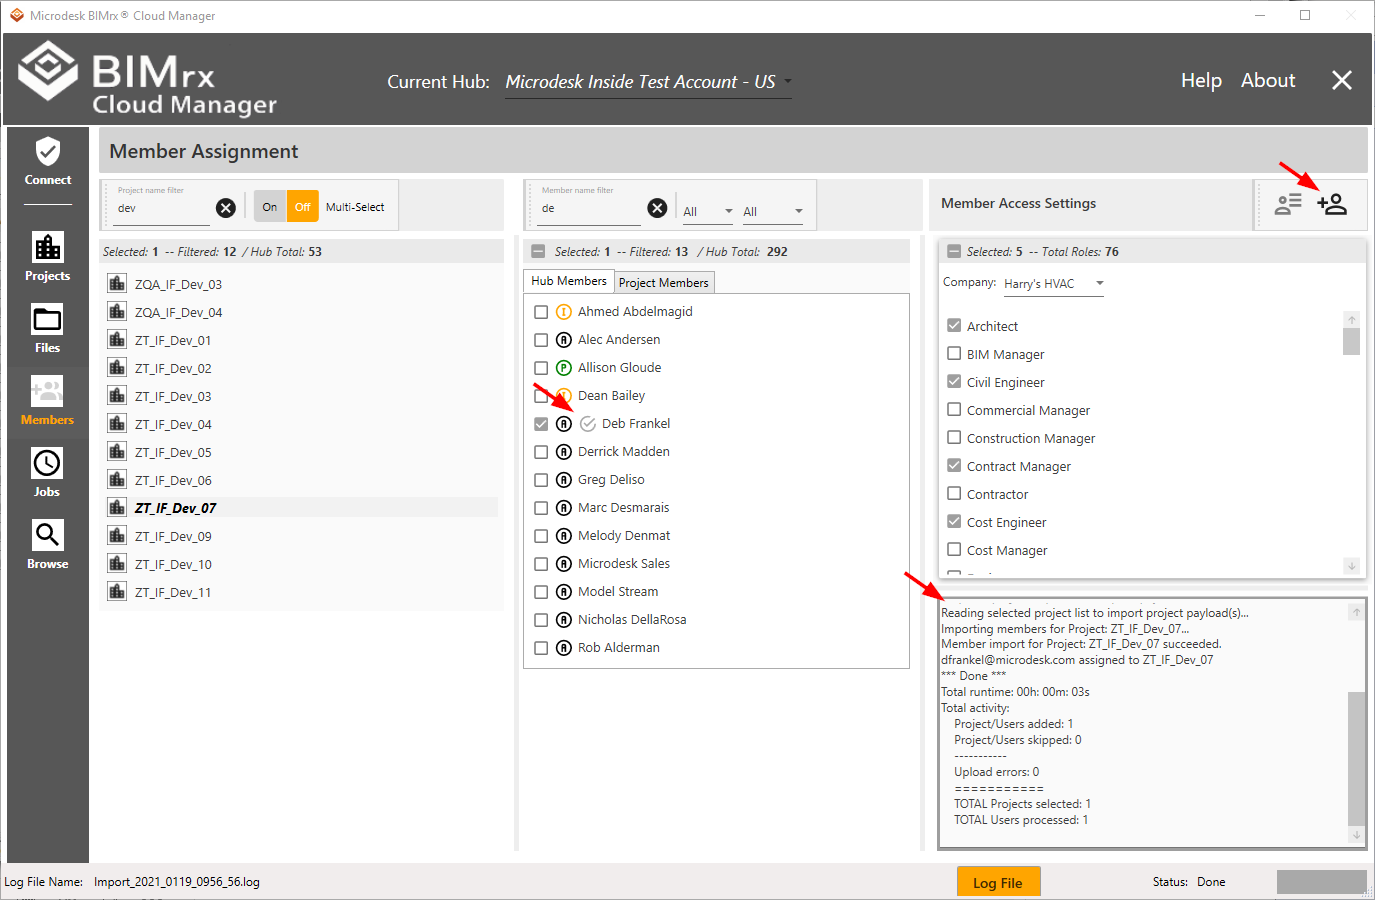 Microdesk BIMrx® Cloud Manager
BIMrx
Cloud Manager
Current Hub: Microdesk Inside Test Account - US
Help About
Connect
Projects
Files
Members
Jobs
Browse
Member Assignment
Project name filter
dev
On Off Multi-Select
Selected: 1 -- Filtered: 12 / Hub Total: 53
ZQA_IF_Dev_03
ZQA_IF_Dev_04
ZT_IF_Dev_01
ZT_IF_Dev_02
ZT_IF_Dev_03
ZT_IF_Dev_04
ZT_IF_Dev_05
ZT_IF_Dev_06
ZT_IF_Dev_07
ZT_IF_Dev_09
ZT_IF_Dev_10
ZT_IF_Dev_11
Member name filter
de
All All
Selected: 1 -- Filtered: 13 / Hub Total: 292
Hub Members Project Members
I Ahmed Abdelmagid
A Alec Andersen
P Allison Gloude
Dean Bailey
A Deb Frankel
A Derrick Madden
A Greg Deliso
A Marc Desmarais
A Melody Denmat
A Microdesk Sales
A Model Stream
A Nicholas DellaRosa
A Rob Alderman
Member Access Settings
Selected: 5 -- Total Roles: 76
Company: Harry's HVAC
Architect
BIM Manager
Civil Engineer
Commercial Manager
Construction Manager
Contract Manager
Contractor
Cost Engineer
Cost Manager
Reading selected project list to import project payload(s)...
Importing members for Project: ZT_IF_Dev_07...
Member import for Project: ZT_IF_Dev_07 succeeded.
dfrankel@microdesk.com assigned to ZT_IF_Dev_07
*** Done ***
Total runtime: 00h: 00m: 03s
Total activity:
Project/Users added: 1
Project/Users skipped: 0
-----------
Upload errors: 0
===========
TOTAL Projects selected: 1
TOTAL Users processed: 1
Log File Name: Import_2021_0119_0956_56.log
Log File
Status: Done